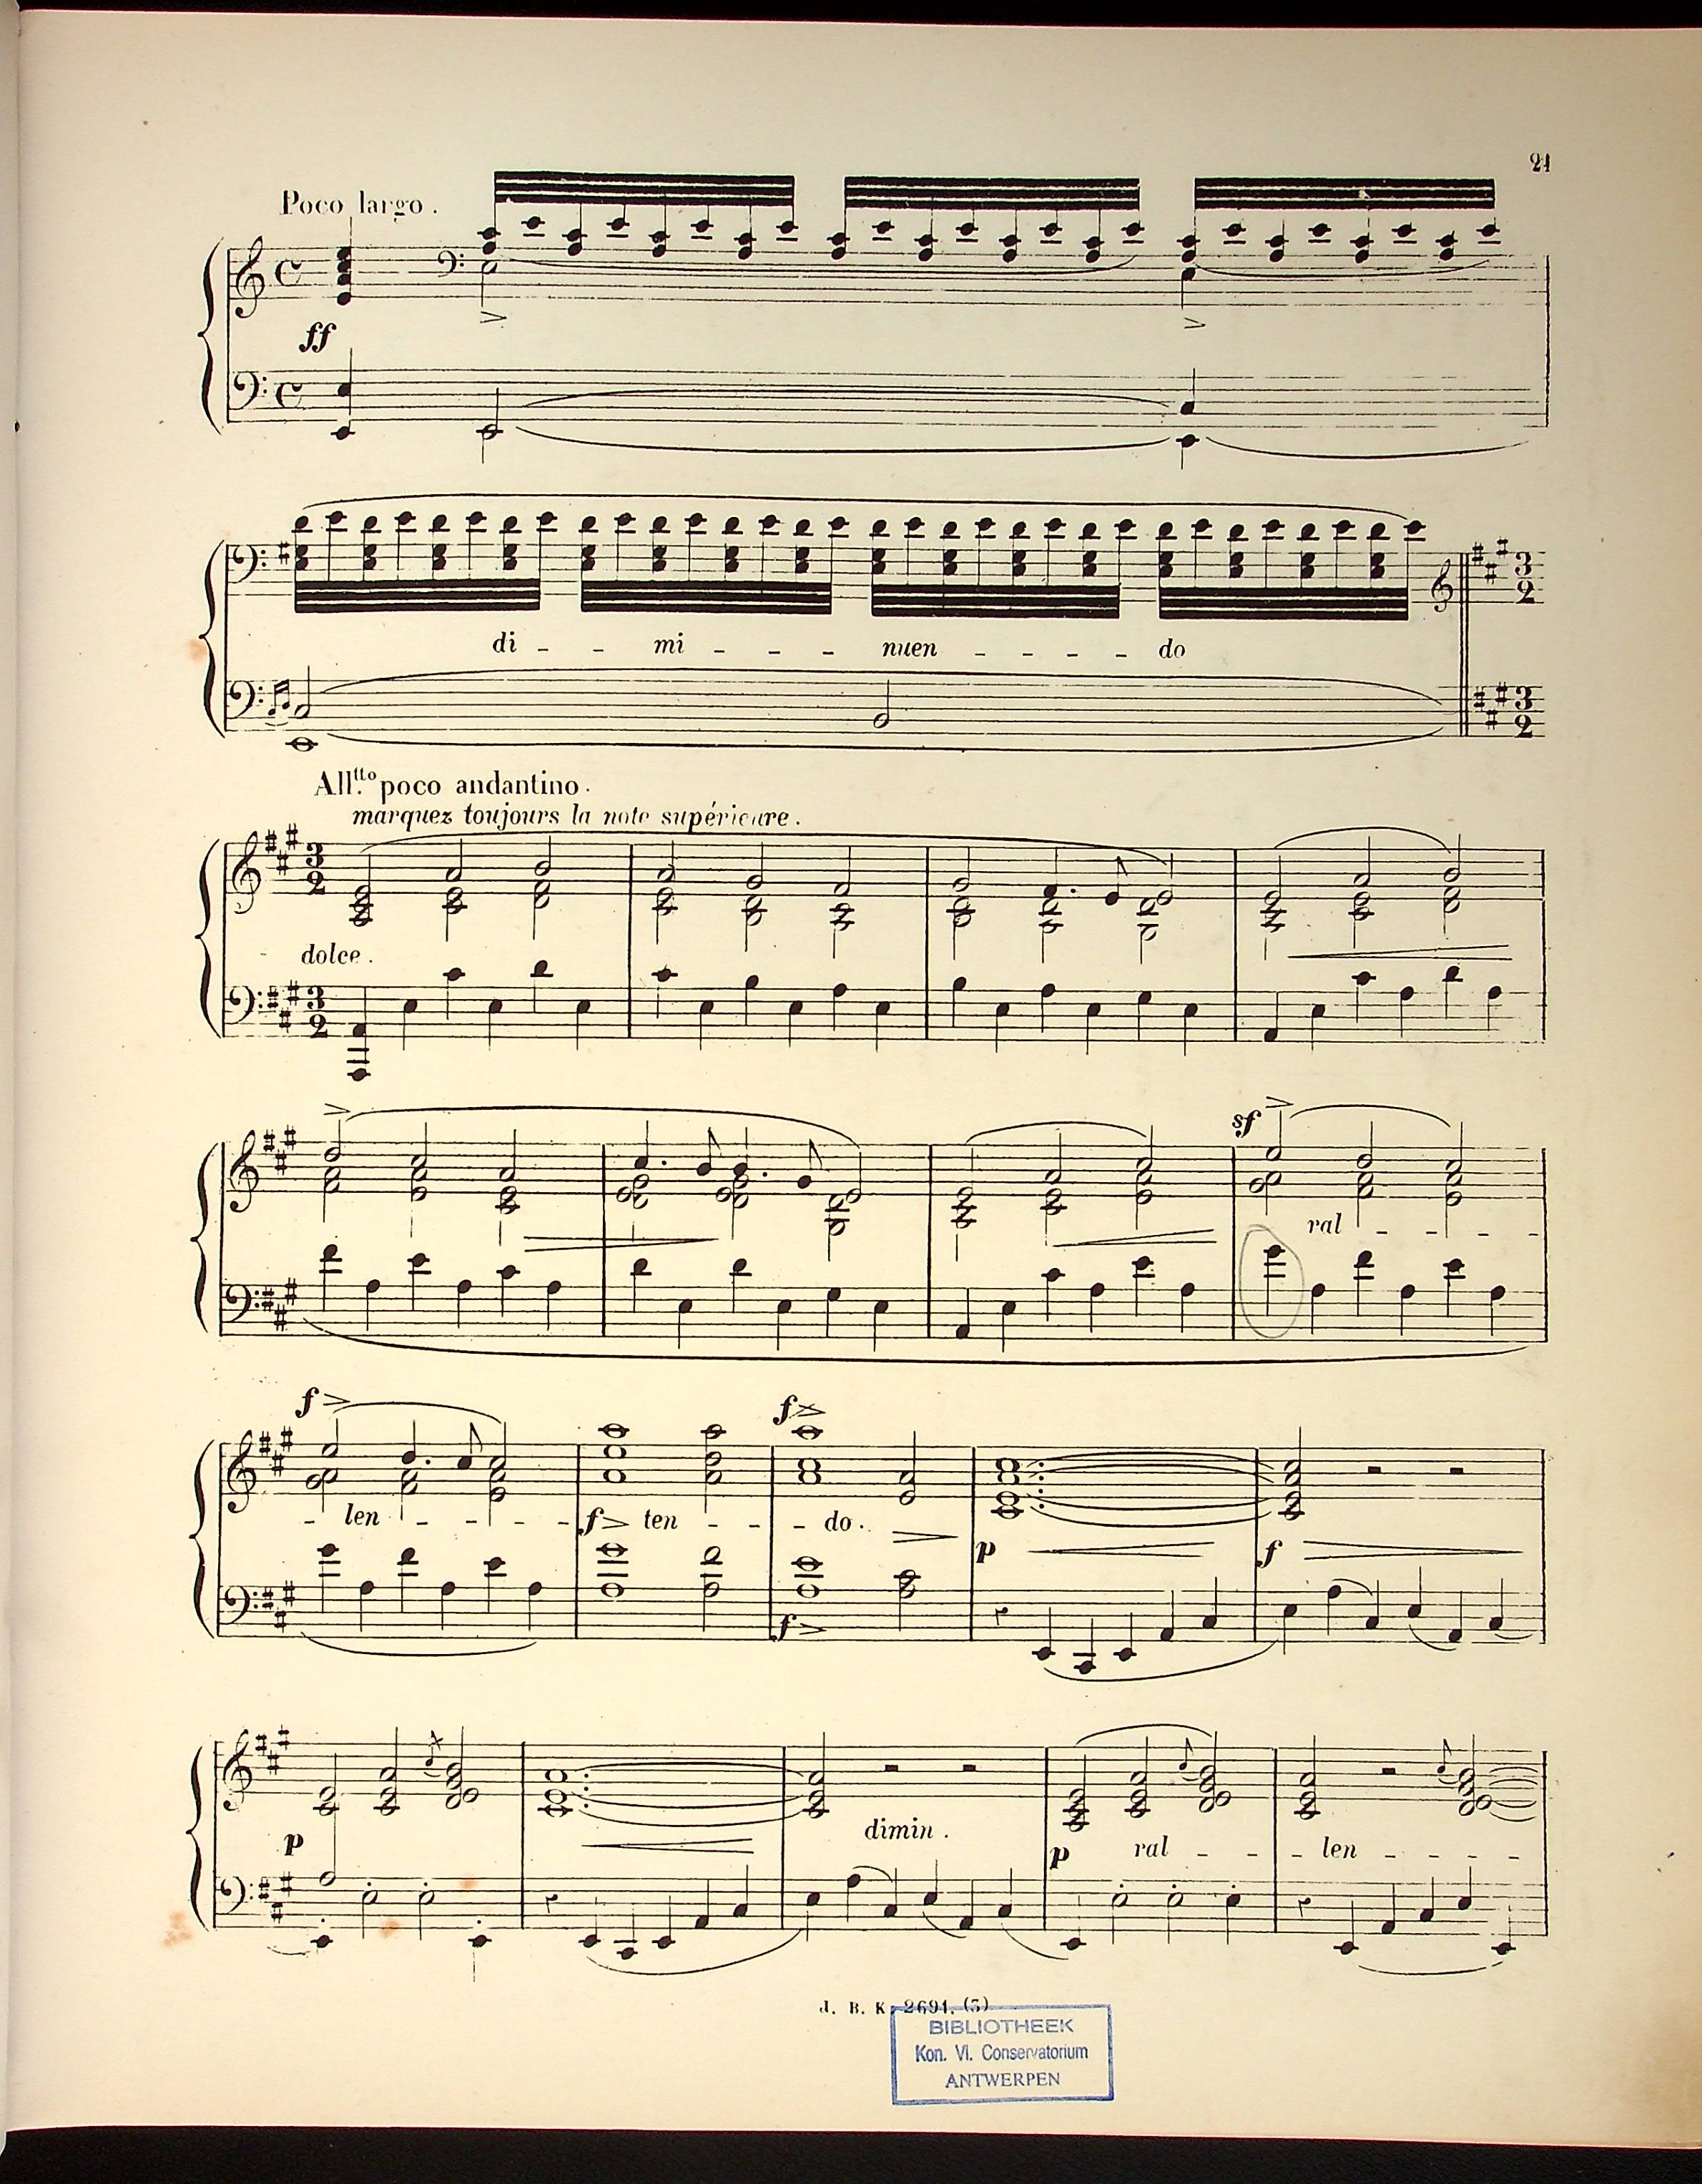 21
Poco largo.
ff
di - - mi - - - nuen - - - - do
All.tto poco andantino.
marquez toujours la note supérieure.
dolce.
sf
ral - - - -
f
- len - - - - f ten - - - do.
f
p
f
f
p
dimin.
p
ral - - - len - - - -
J. B. K. 2691. (3)
BIBLIOTHEEK
Kon. Vl. Conservatorium
ANTWERPEN